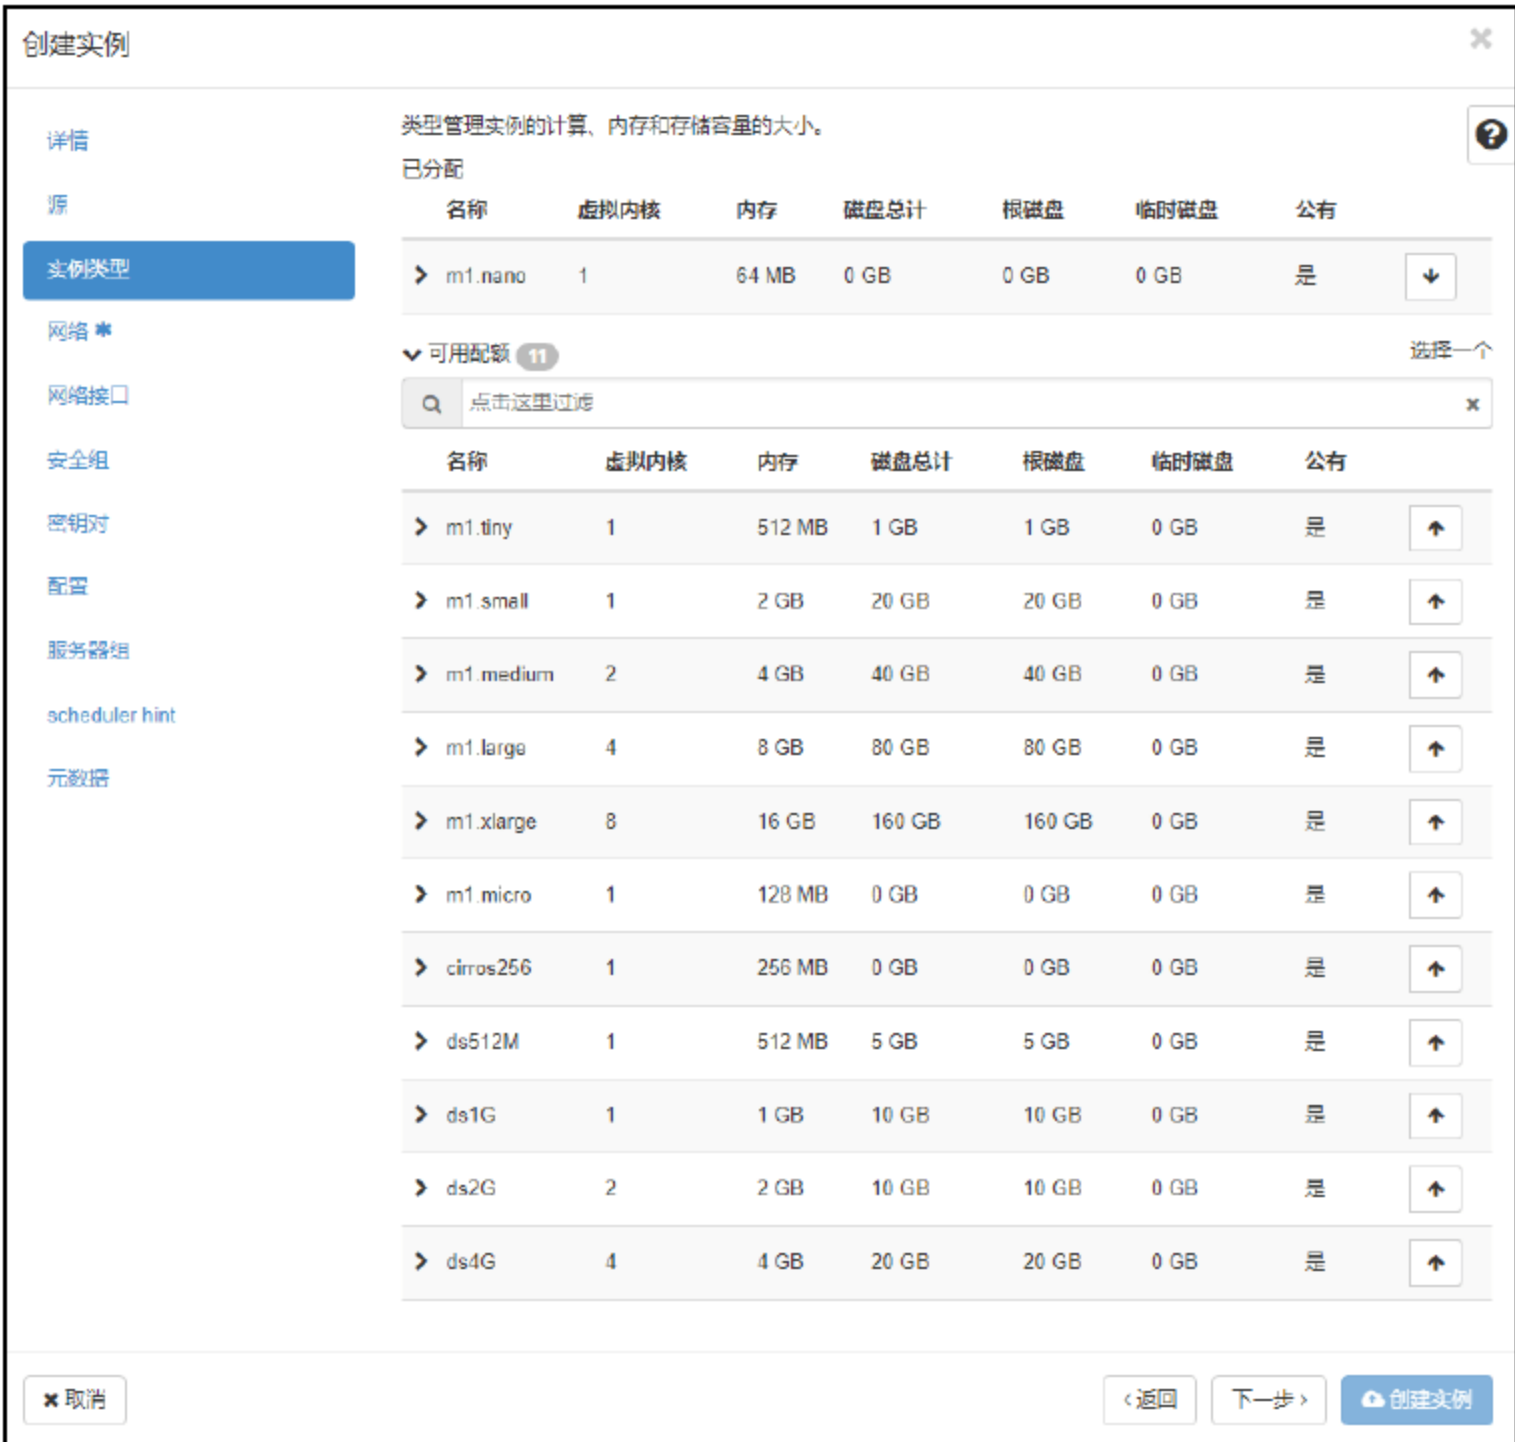 创建实例
详情
源
实例类型
网络 *
网络接口
安全组
密钥对
配置
服务器组
scheduler hint
元数据
类型管理实例的计算、内存和存储容量的大小。
已分配
名称 虚拟内核 内存 磁盘总计 根磁盘 临时磁盘 公有
m1.nano 1 64 MB 0 GB 0 GB 0 GB 是
可用配额 11 选择一个
点击这里过滤
名称 虚拟内核 内存 磁盘总计 根磁盘 临时磁盘 公有
m1.tiny 1 512 MB 1 GB 1 GB 0 GB 是
m1.small 1 2 GB 20 GB 20 GB 0 GB 是
m1.medium 2 4 GB 40 GB 40 GB 0 GB 是
m1.large 4 8 GB 80 GB 80 GB 0 GB 是
m1.xlarge 8 16 GB 160 GB 160 GB 0 GB 是
m1.micro 1 128 MB 0 GB 0 GB 0 GB 是
cirros256 1 256 MB 0 GB 0 GB 0 GB 是
ds512M 1 512 MB 5 GB 5 GB 0 GB 是
ds1G 1 1 GB 10 GB 10 GB 0 GB 是
ds2G 2 2 GB 10 GB 10 GB 0 GB 是
ds4G 4 4 GB 20 GB 20 GB 0 GB 是
取消 ‹返回 下一步› 创建实例